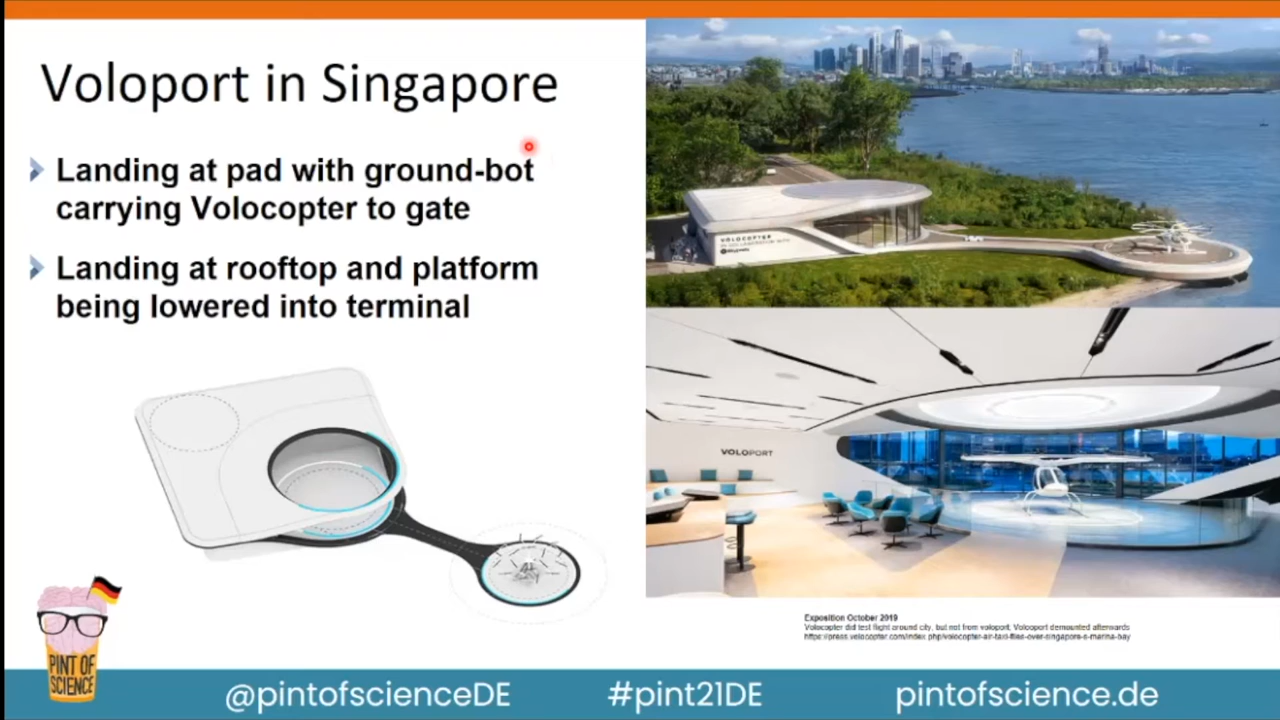 Voloport in Singapore
Landing at pad with ground-bot
carrying Volocopter to gate
Landing at rooftop and platform
being lowered into terminal
VOLOCOPTER
VOLOPORT
Exposition October 2019
Volocopter did test flight around city, but not from voloport, Voloport demounted afterwards
https://press.volocopter.com/index.php/volocopter-air-taxi-flies-over-singapore-s-marina-bay
PINT OF
SCIENCE
@pintofscienceDE
#pint21DE
pintofscience.de